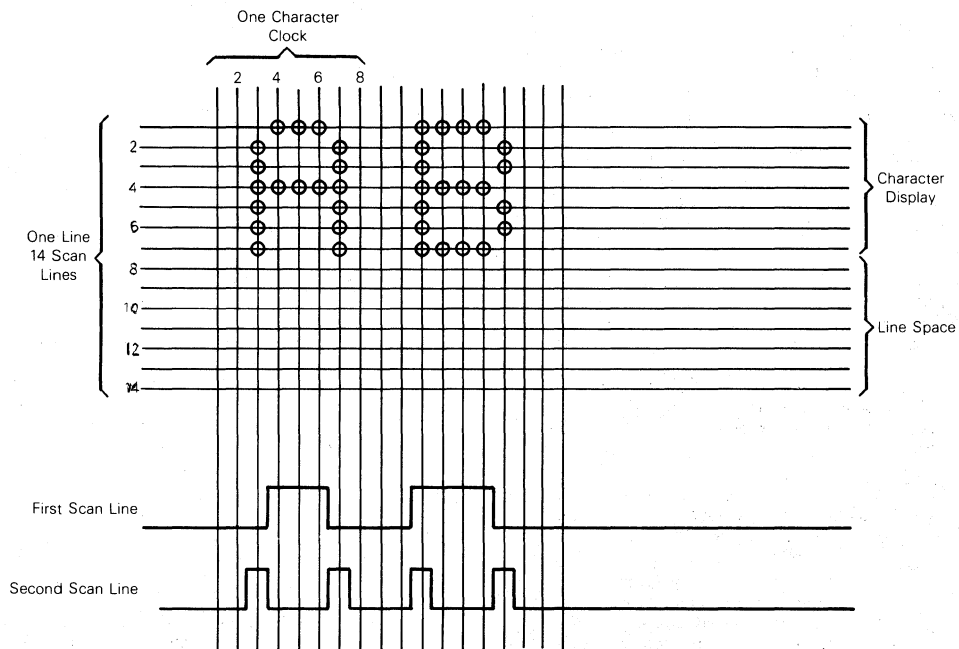 One Character
Clock
2 4 6 8
2
4
6
8
10
12
14
One Line
14 Scan
Lines
Character
Display
Line Space
First Scan Line
Second Scan Line